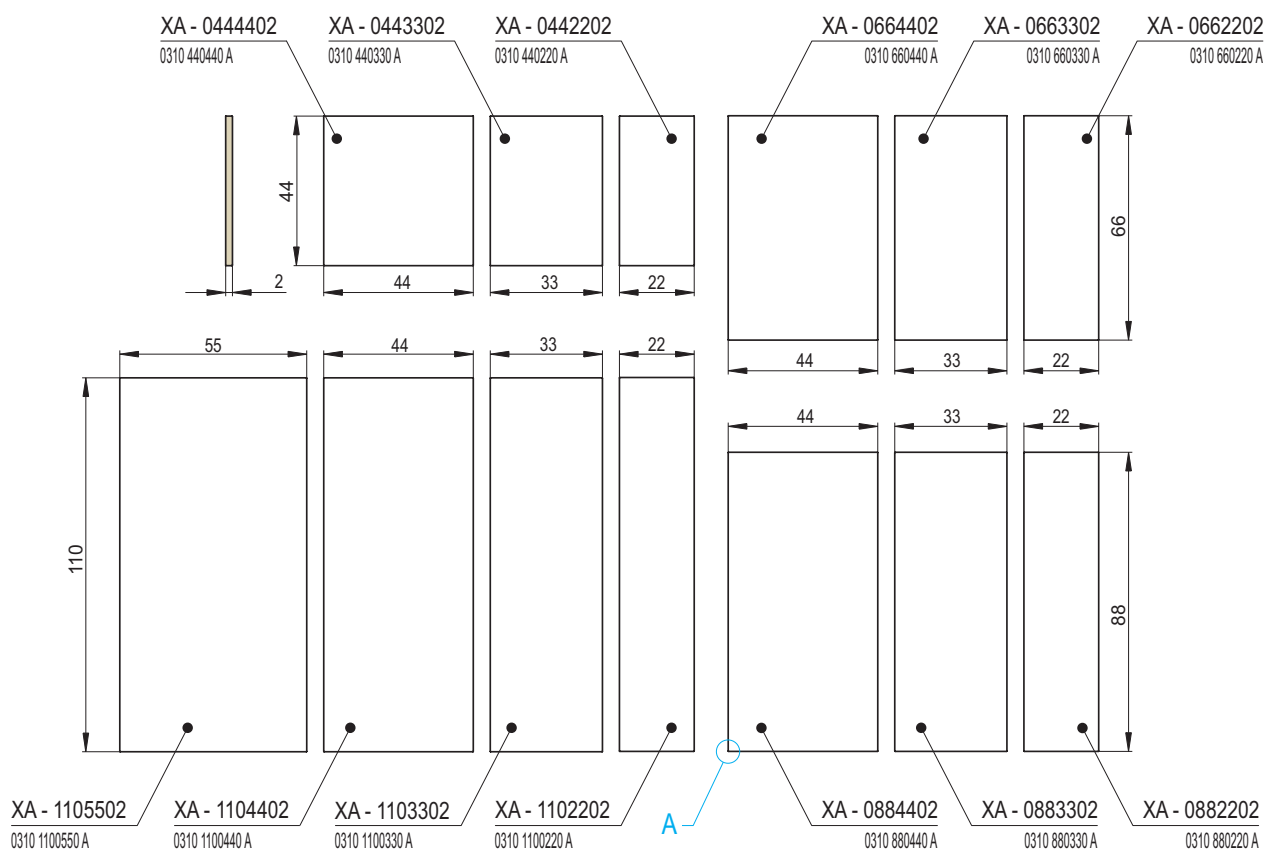 XA - 0444402
0310 440440 A
XA - 0443302
0310 440330 A
XA - 0442202
0310 440220 A
XA - 0664402
0310 660440 A
XA - 0663302
0310 660330 A
XA - 0662202
0310 660220 A
44
66
2
44
33
22
55
44
33
22
44
33
22
44
33
22
110
88
XA - 1105502
0310 1100550 A
XA - 1104402
0310 1100440 A
XA - 1103302
0310 1100330 A
XA - 1102202
0310 1100220 A
A
XA - 0884402
0310 880440 A
XA - 0883302
0310 880330 A
XA - 0882202
0310 880220 A